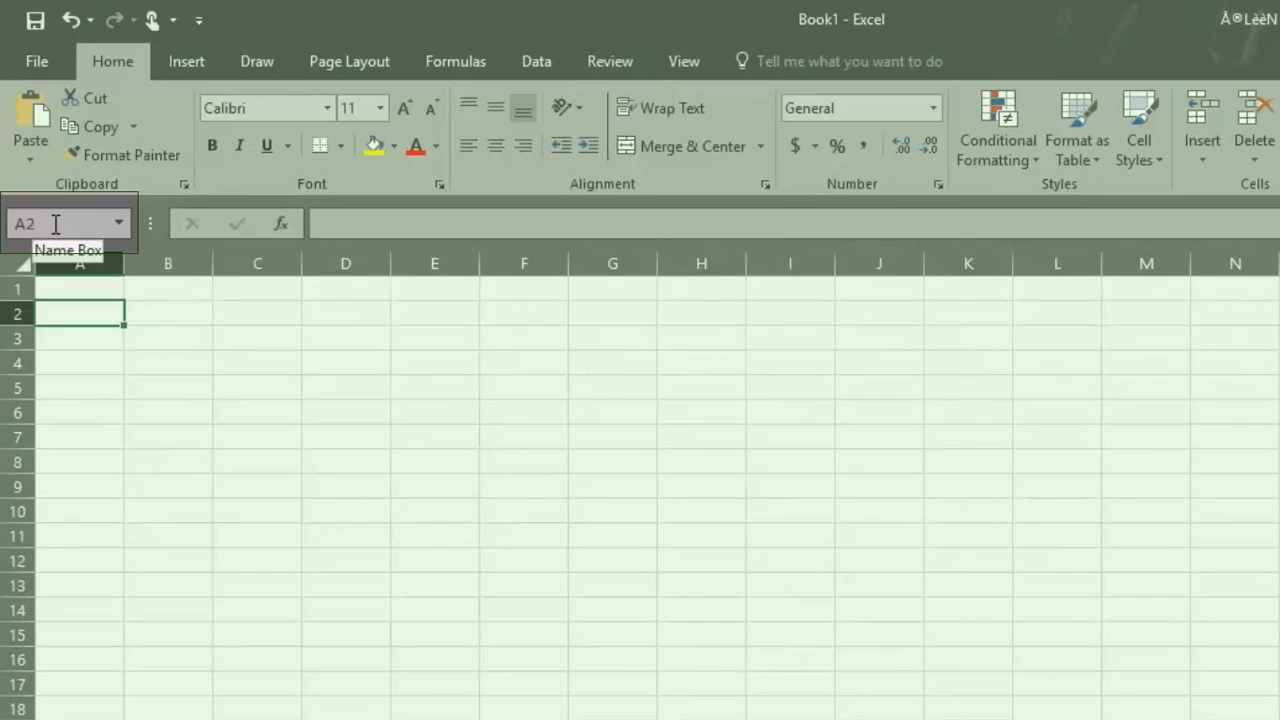 Book1 - Excel
Å®LeeN
File Home Insert Draw Page Layout Formulas Data Review View Tell me what you want to do
Cut
Copy
Format Painter
Paste
Clipboard
Calibri 11
B I U A
Font
Wrap Text
Merge & Center
Alignment
General
$ % , .00
Number
Conditional Formatting
Format as Table
Cell Styles
Styles
Insert
Delete
Cells
A2
fx
Name Box
A B C D E F G H I J K L M N
1
2
3
4
5
6
7
8
9
10
11
12
13
14
15
16
17
18